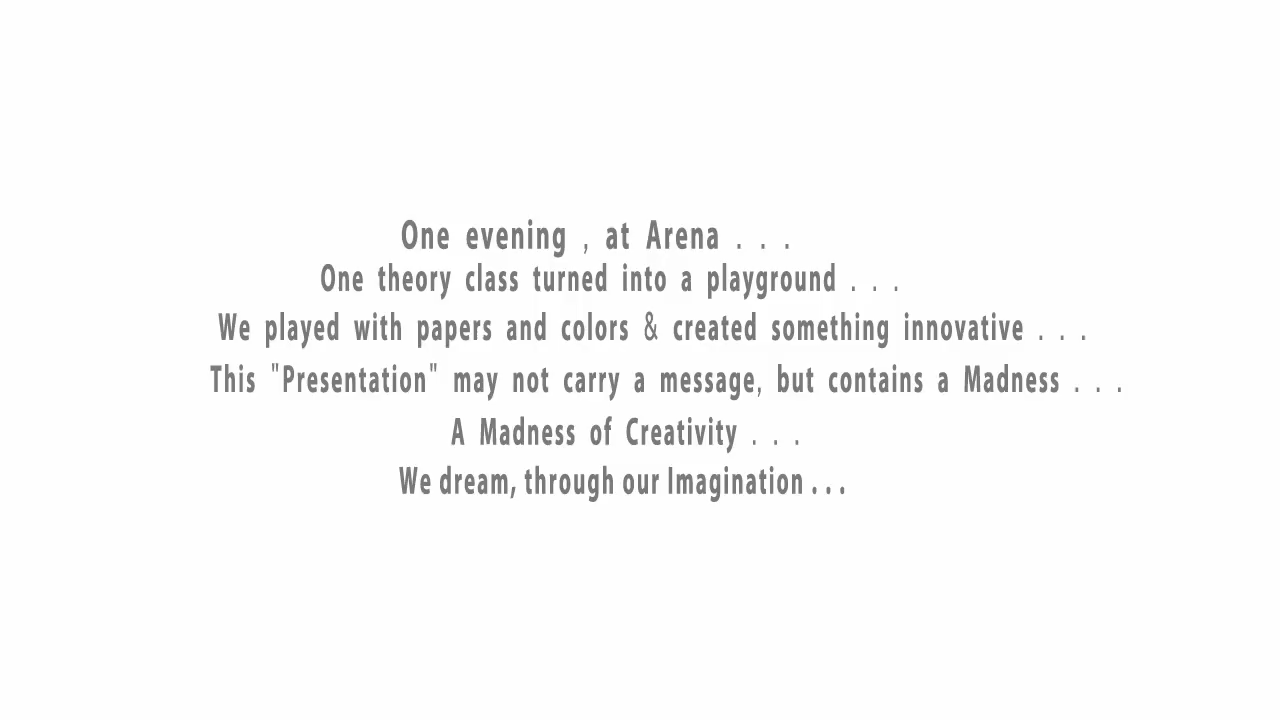 One evening , at Arena . . .
One theory class turned into a playground . . .
We played with papers and colors & created something innovative . . .
This "Presentation" may not carry a message, but contains a Madness . . .
A Madness of Creativity . . .
We dream, through our Imagination . . .